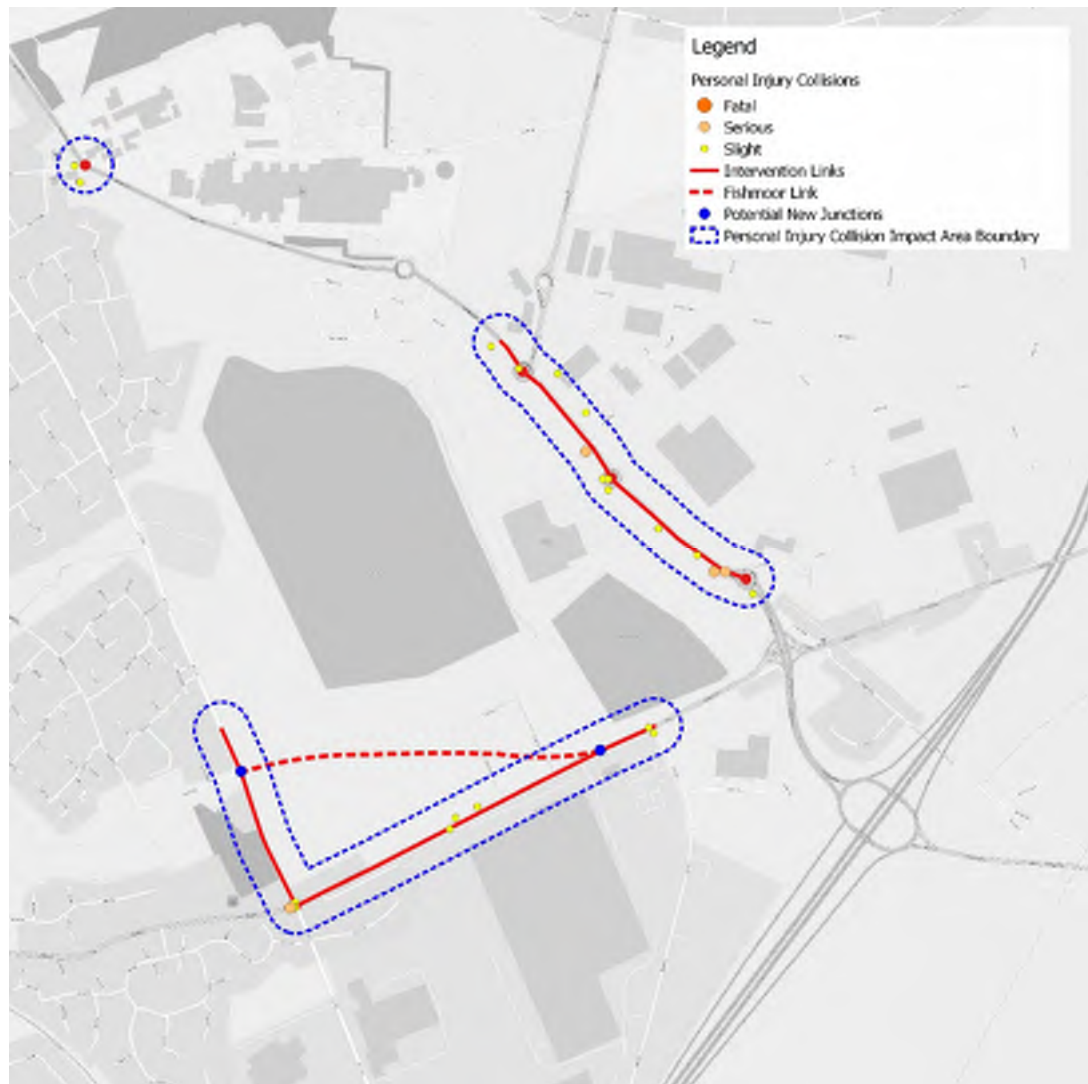 Legend
Personal Injury Collisions
Fatal
Serious
Slight
Intervention Links
Fishmoor Link
Potential New Junctions
Personal Injury Collision Impact Area Boundary